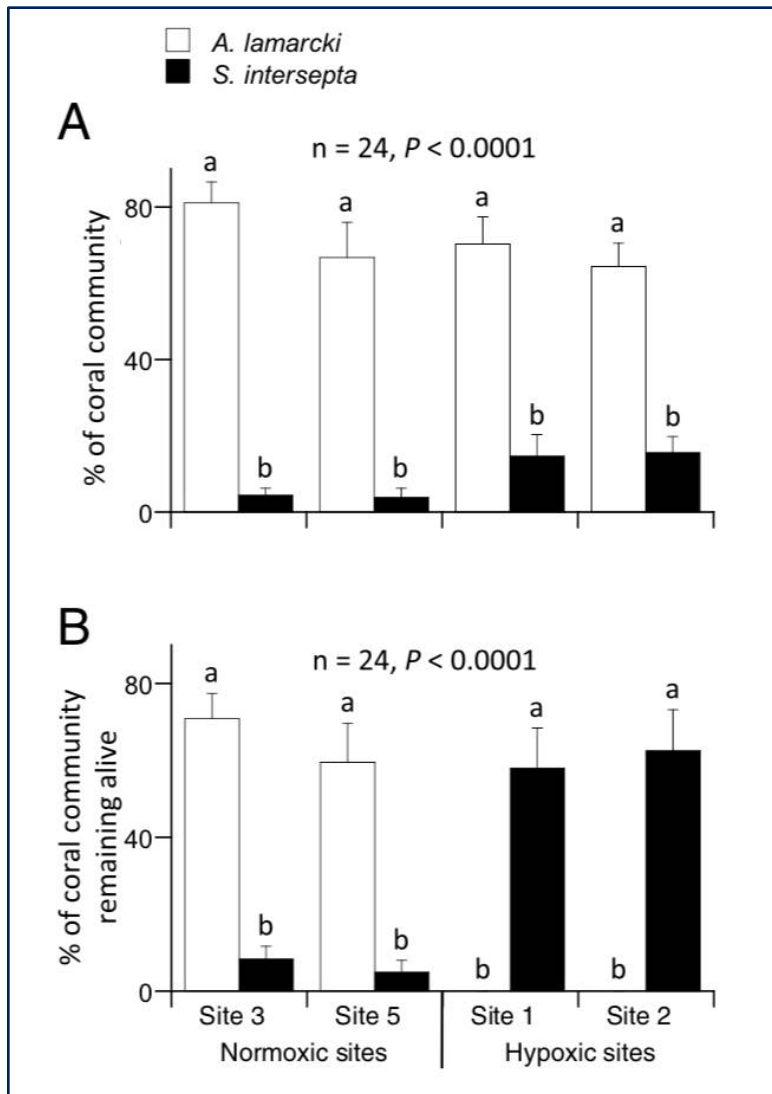 A. lamarcki
S. intersepta
A
n = 24, P < 0.0001
a
a
a
a
b
b
b
b
80
40
0
% of coral community
B
n = 24, P < 0.0001
a
a
a
a
b
b
b
b
80
40
0
% of coral community
remaining alive
Site 3 Site 5 Site 1 Site 2
Normoxic sites Hypoxic sites